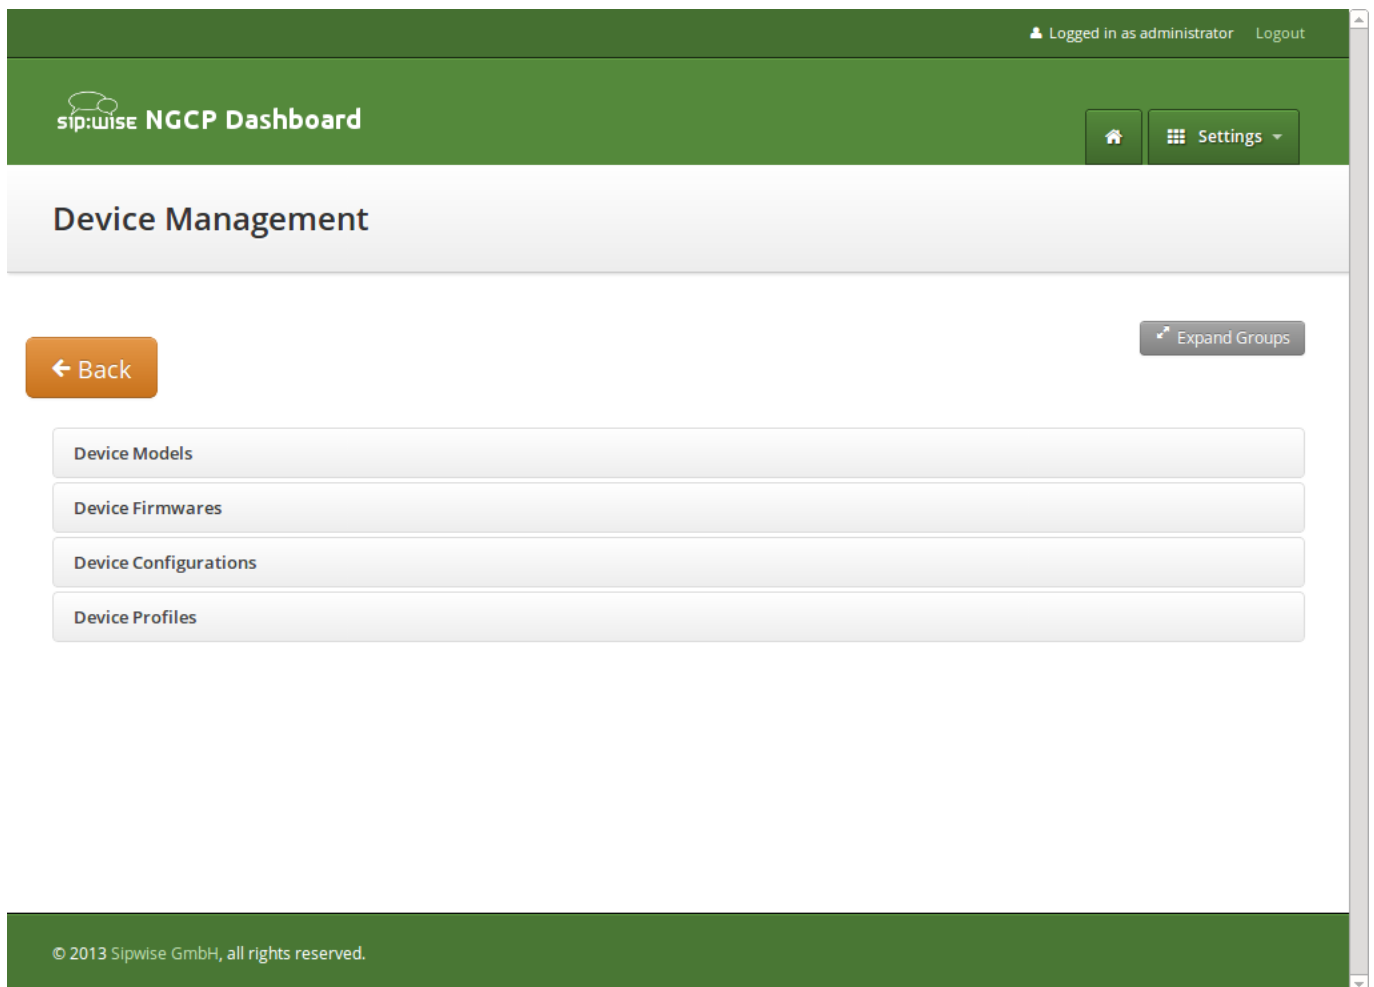 Logged in as administrator Logout
sip:wise NGCP Dashboard
Settings
Device Management
Expand Groups
Back
Device Models
Device Firmwares
Device Configurations
Device Profiles
© 2013 Sipwise GmbH, all rights reserved.